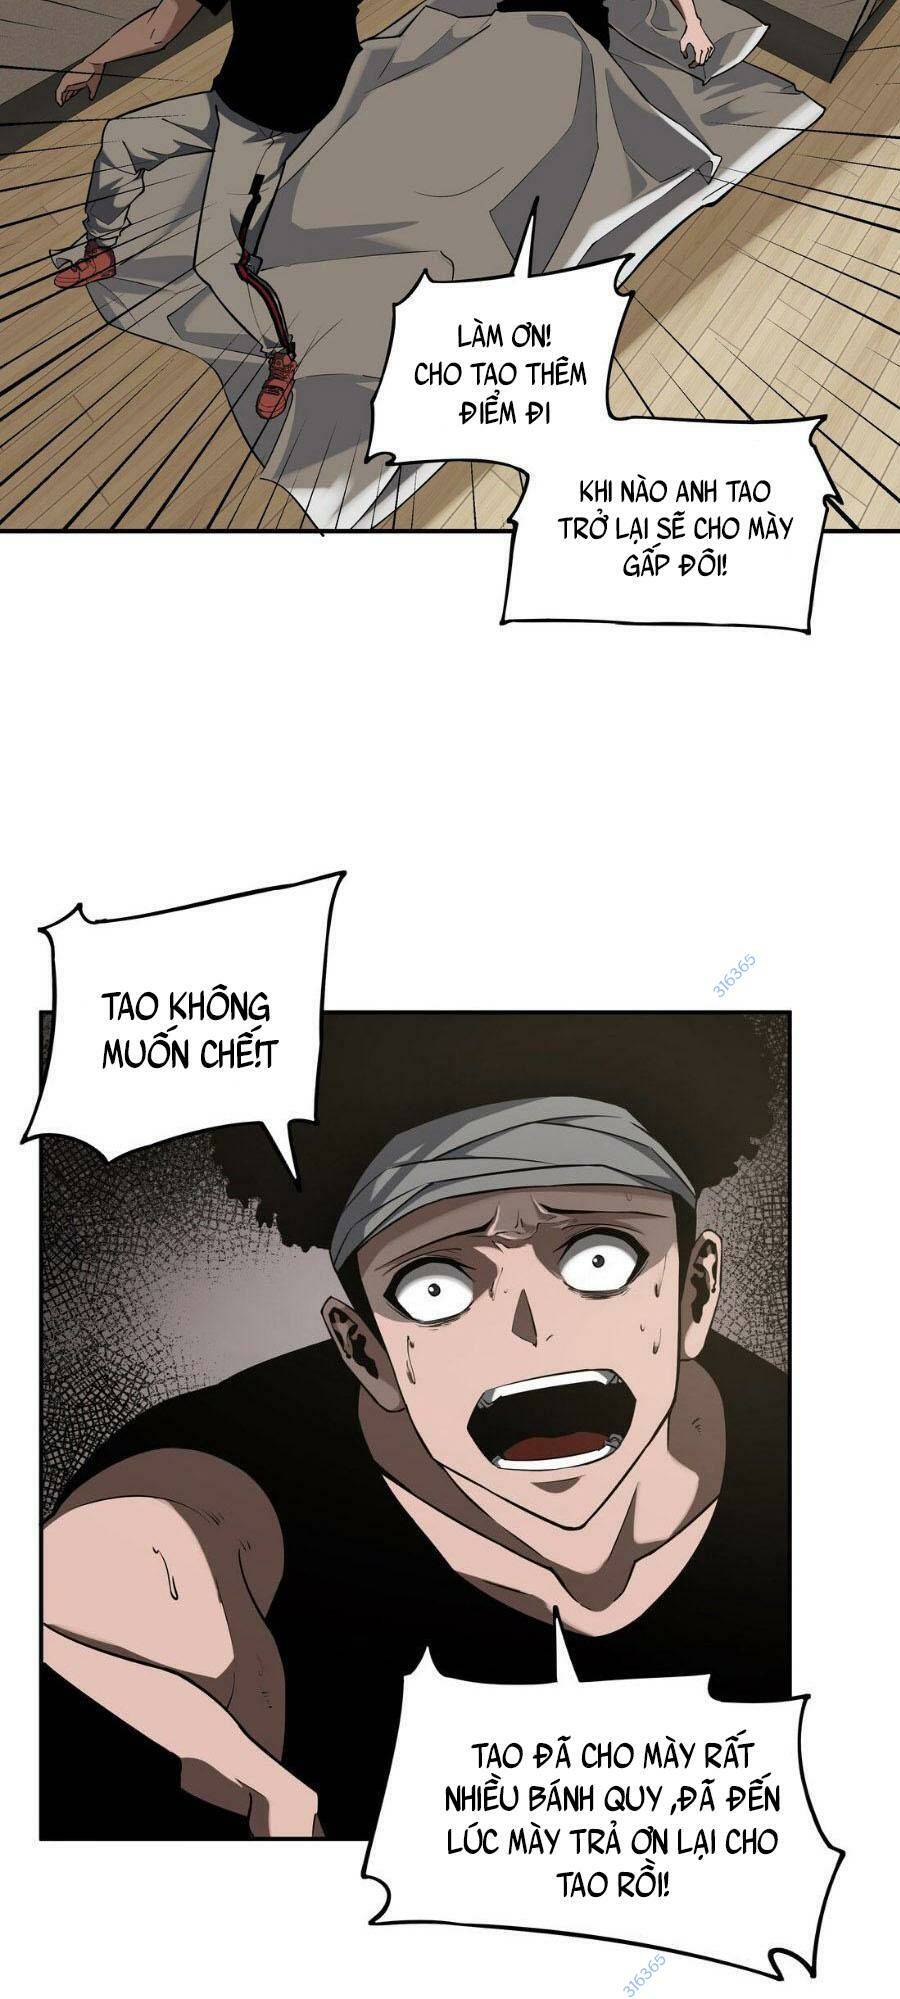 LÀM ƠN!
CHO TAO THÊM
ĐIỂM ĐI
KHI NÀO ANH TAO
TRỞ LẠI SẼ CHO MÀY
GẤP ĐÔI!
316365
TAO KHÔNG
MUỐN CHẾ!T
TAO ĐÃ CHO MÀY RẤT
NHIỀU BÁNH QUY ,ĐÃ ĐẾN
LÚC MÀY TRẢ ƠN LẠI CHO
TAO RỒI!
316365